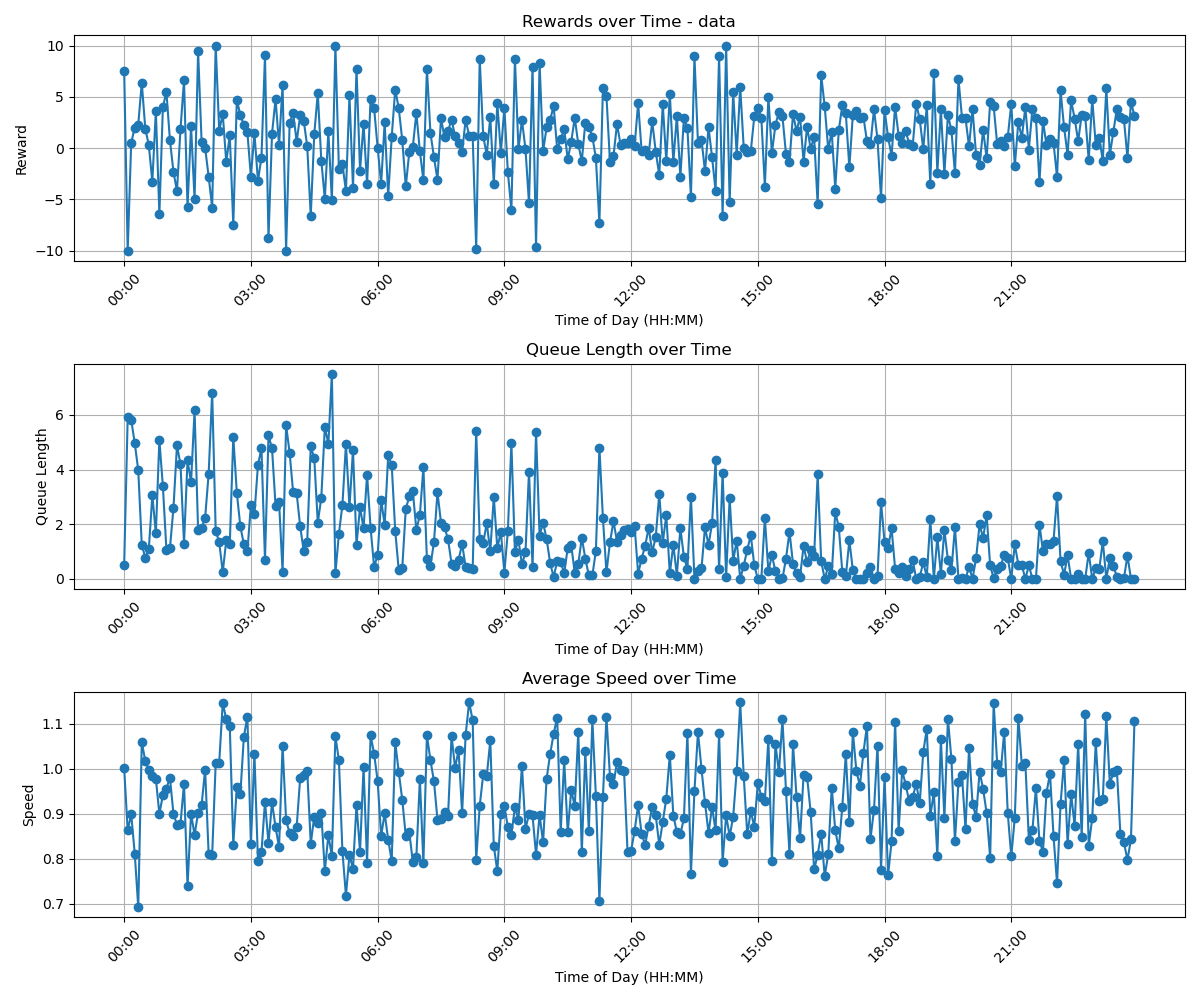 Rewards over Time - data
Reward
10
5
0
−5
−10
00:00 03:00 06:00 09:00 12:00 15:00 18:00 21:00
Time of Day (HH:MM)
Queue Length over Time
Queue Length
6
4
2
0
00:00 03:00 06:00 09:00 12:00 15:00 18:00 21:00
Time of Day (HH:MM)
Average Speed over Time
Speed
1.1
1.0
0.9
0.8
0.7
00:00 03:00 06:00 09:00 12:00 15:00 18:00 21:00
Time of Day (HH:MM)